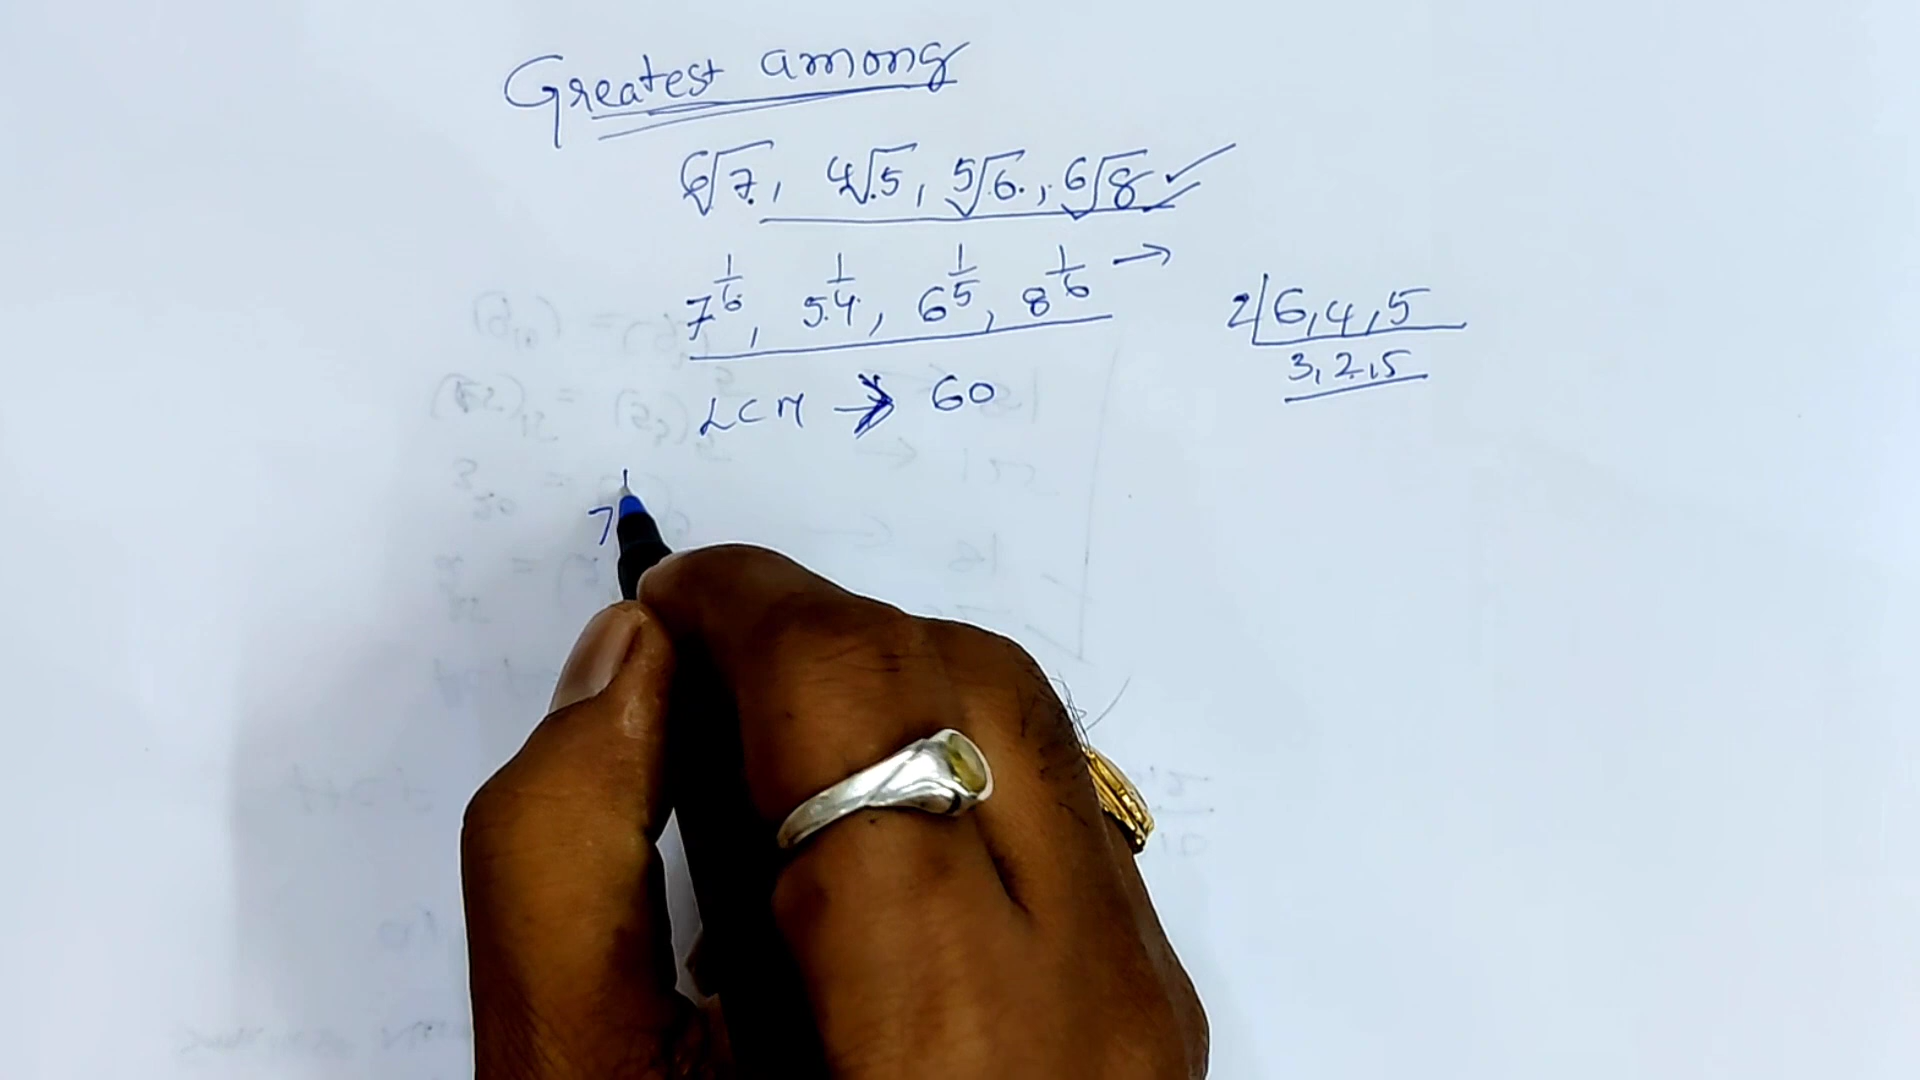 Greatest among
⁶√7, ⁴√5, ⁵√6, ⁶√8 ✓
7^1/6, 5^1/4, 6^1/5, 8^1/6 →
2|6,4,5
3,2,5
LCM → 60
7